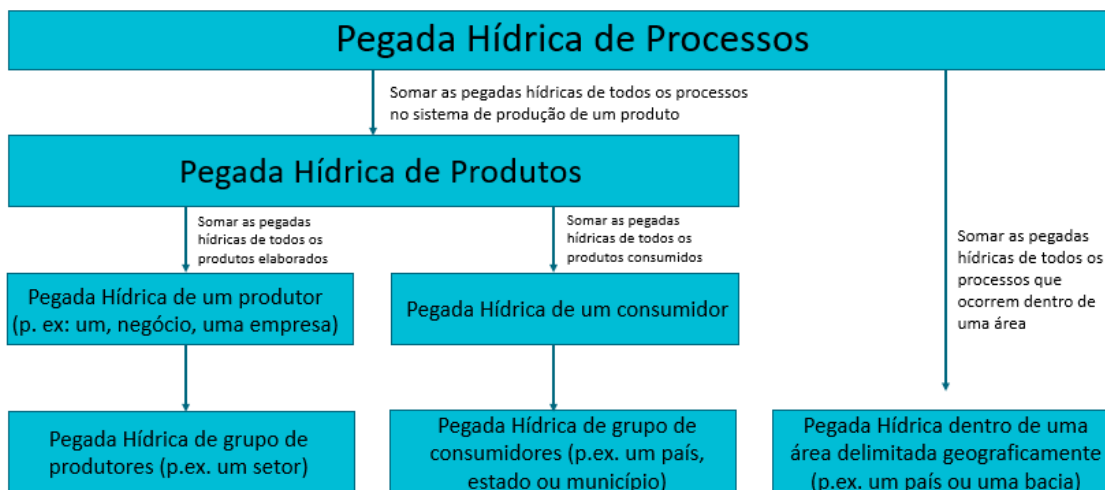 Pegada Hídrica de Processos
Somar as pegadas hídricas de todos os processos
no sistema de produção de um produto
Pegada Hídrica de Produtos
Somar as pegadas
hídricas de todos os
produtos elaborados
Somar as pegadas
hídricas de todos os
produtos consumidos
Somar as pegadas
hídricas de todos os
processos que
ocorrem dentro de
uma área
Pegada Hídrica de um produtor
(p. ex: um, negócio, uma empresa)
Pegada Hídrica de um consumidor
Pegada Hídrica de grupo de
produtores (p.ex. um setor)
Pegada Hídrica de grupo de
consumidores (p.ex. um país,
estado ou município)
Pegada Hídrica dentro de uma
área delimitada geograficamente
(p.ex. um país ou uma bacia)